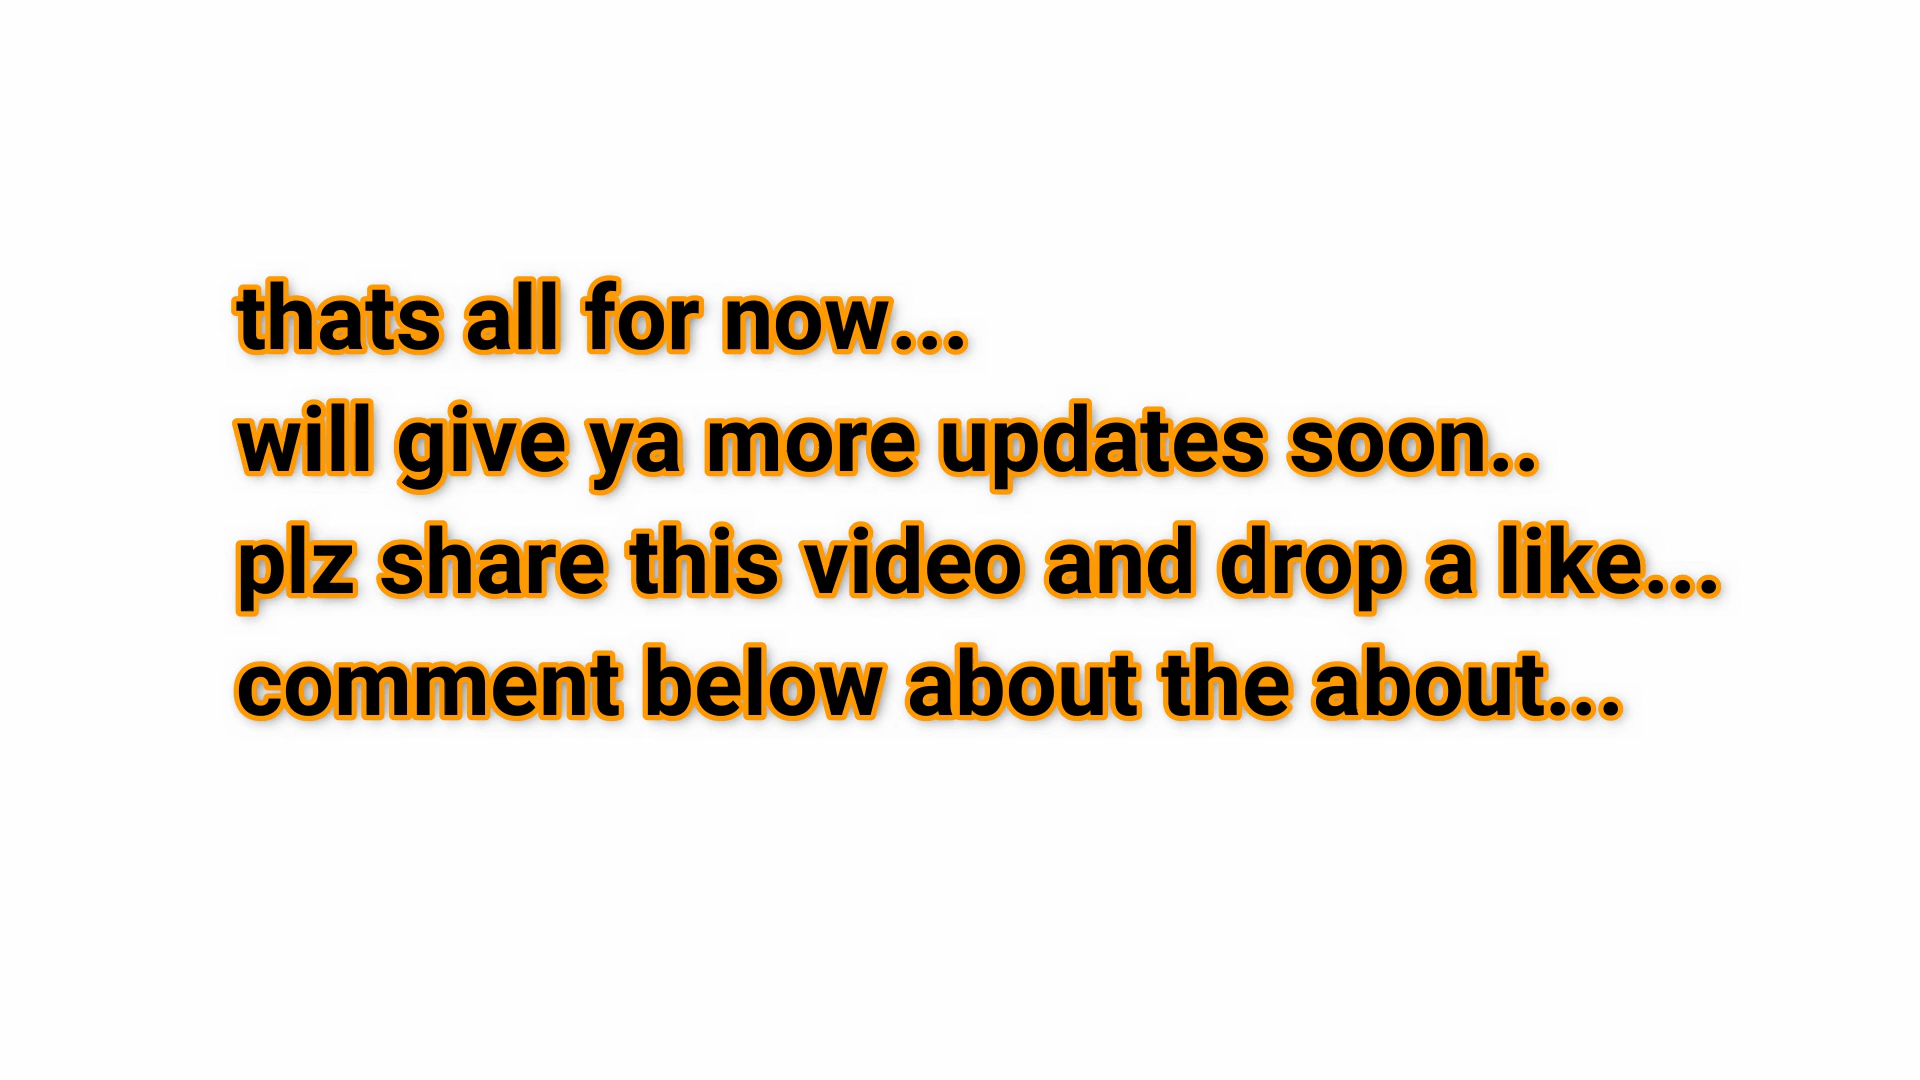 thats all for now...
will give ya more updates soon..
plz share this video and drop a like...
comment below about the about...